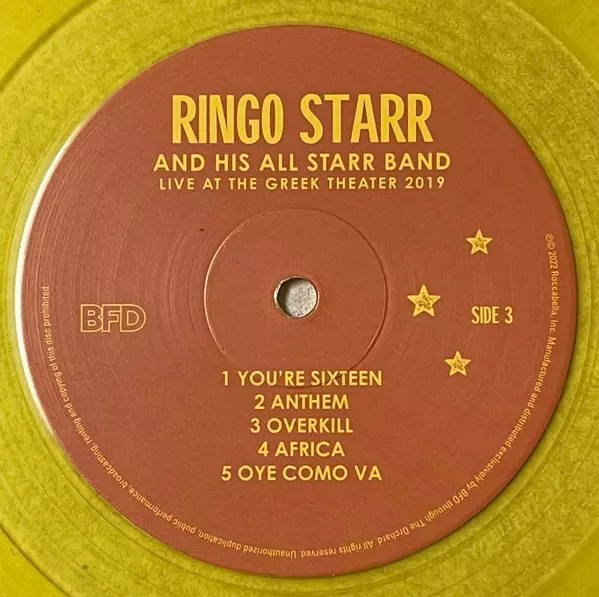 RINGO STARR
AND HIS ALL STARR BAND
LIVE AT THE GREEK THEATER 2019
BFD
SIDE 3
1 YOU'RE SIXTEEN
2 ANTHEM
3 OVERKILL
4 AFRICA
5 OYE COMO VA
℗© 2022 Roccabella, Inc. Manufactured and distributed exclusively by BFD through The Orchard. All rights reserved. Unauthorized duplication, public performance, broadcasting, renting and copying of this disc prohibited.